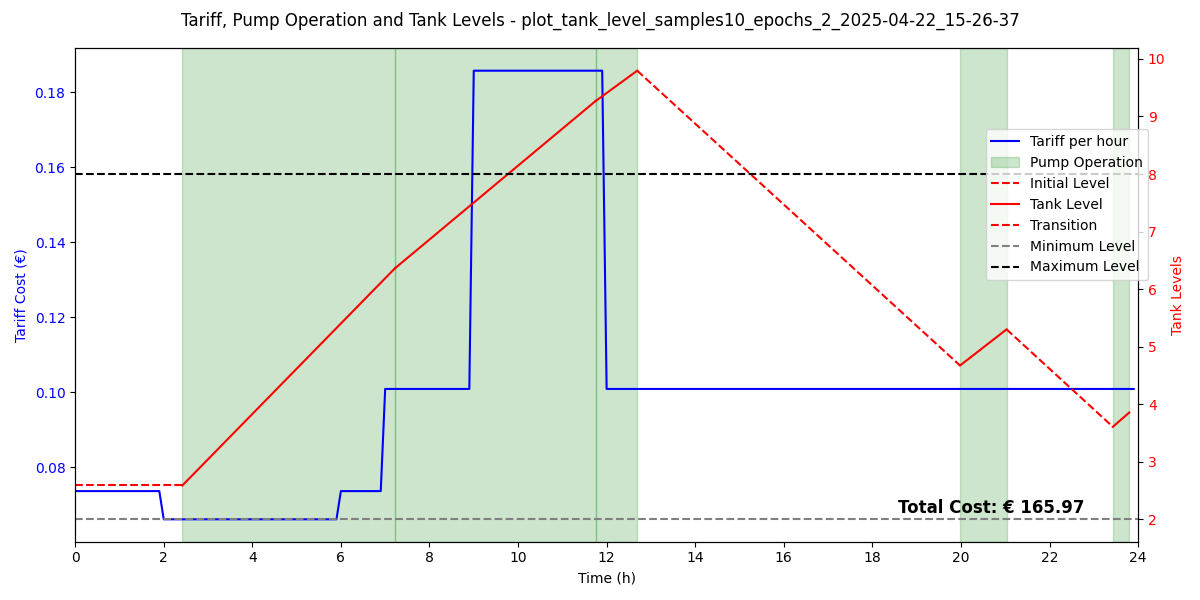 Tariff, Pump Operation and Tank Levels - plot_tank_level_samples10_epochs_2_2025-04-22_15-26-37
Tariff Cost (€)
0.18
0.16
0.14
0.12
0.10
0.08
10
9
8
7
6
5
4
3
2
Tank Levels
Tariff per hour
Pump Operation
Initial Level
Tank Level
Transition
Minimum Level
Maximum Level
Total Cost: € 165.97
0 2 4 6 8 10 12 14 16 18 20 22 24
Time (h)